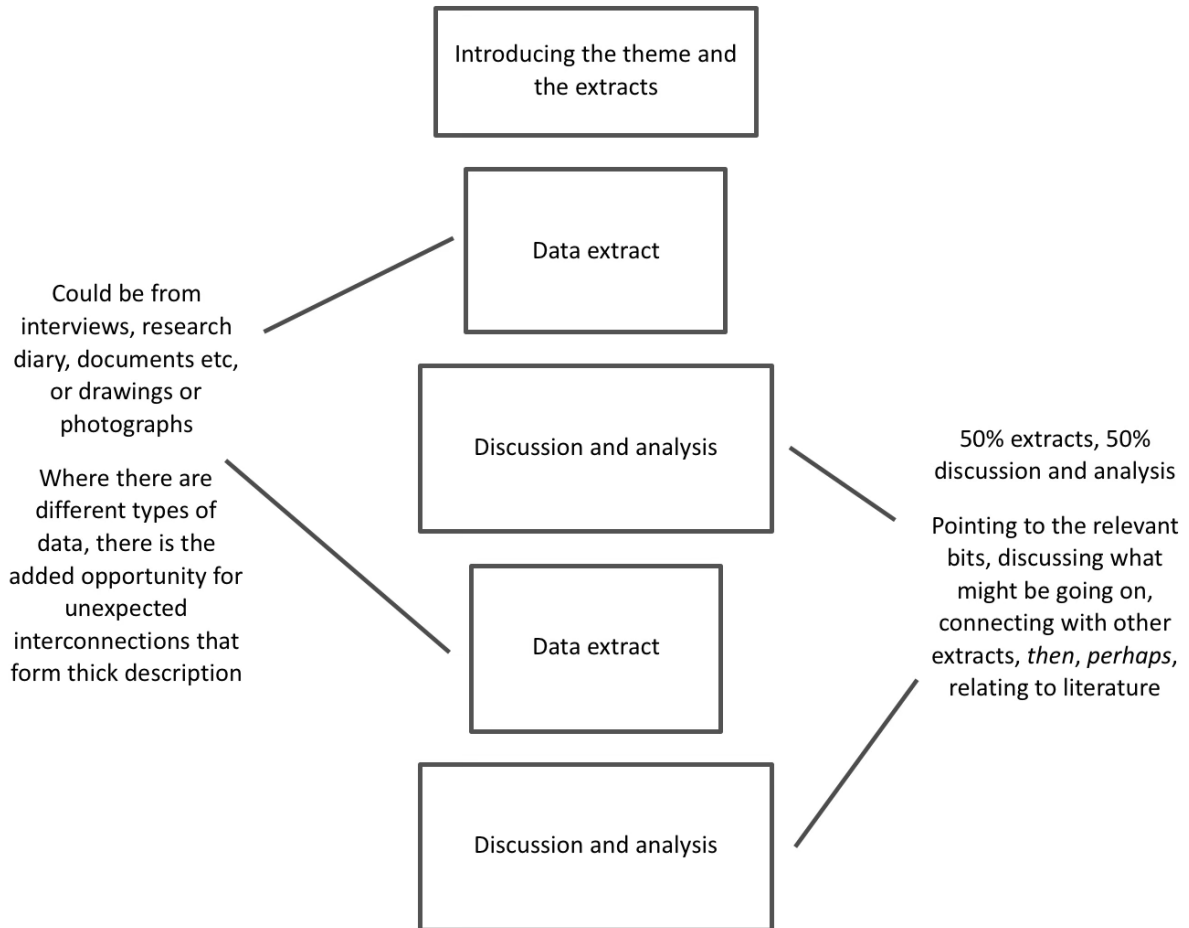 Introducing the theme and
the extracts
Data extract
Could be from
interviews, research
diary, documents etc,
or drawings or
photographs
Where there are
different types of
data, there is the
added opportunity for
unexpected
interconnections that
form thick description
Discussion and analysis
50% extracts, 50%
discussion and analysis
Pointing to the relevant
bits, discussing what
might be going on,
connecting with other
extracts, then, perhaps,
relating to literature
Data extract
Discussion and analysis